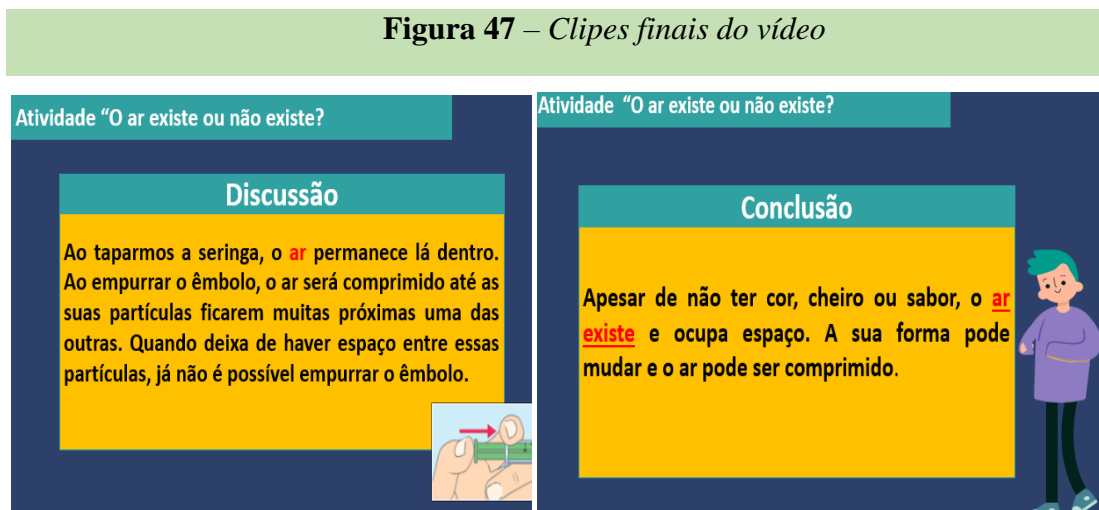 Figura 47 – Clipes finais do vídeo
Atividade “O ar existe ou não existe?
Discussão
Ao taparmos a seringa, o ar permanece lá dentro.
Ao empurrar o êmbolo, o ar será comprimido até as
suas partículas ficarem muitas próximas uma das
outras. Quando deixa de haver espaço entre essas
partículas, já não é possível empurrar o êmbolo.
Atividade “O ar existe ou não existe?
Conclusão
Apesar de não ter cor, cheiro ou sabor, o ar
existe e ocupa espaço. A sua forma pode
mudar e o ar pode ser comprimido.